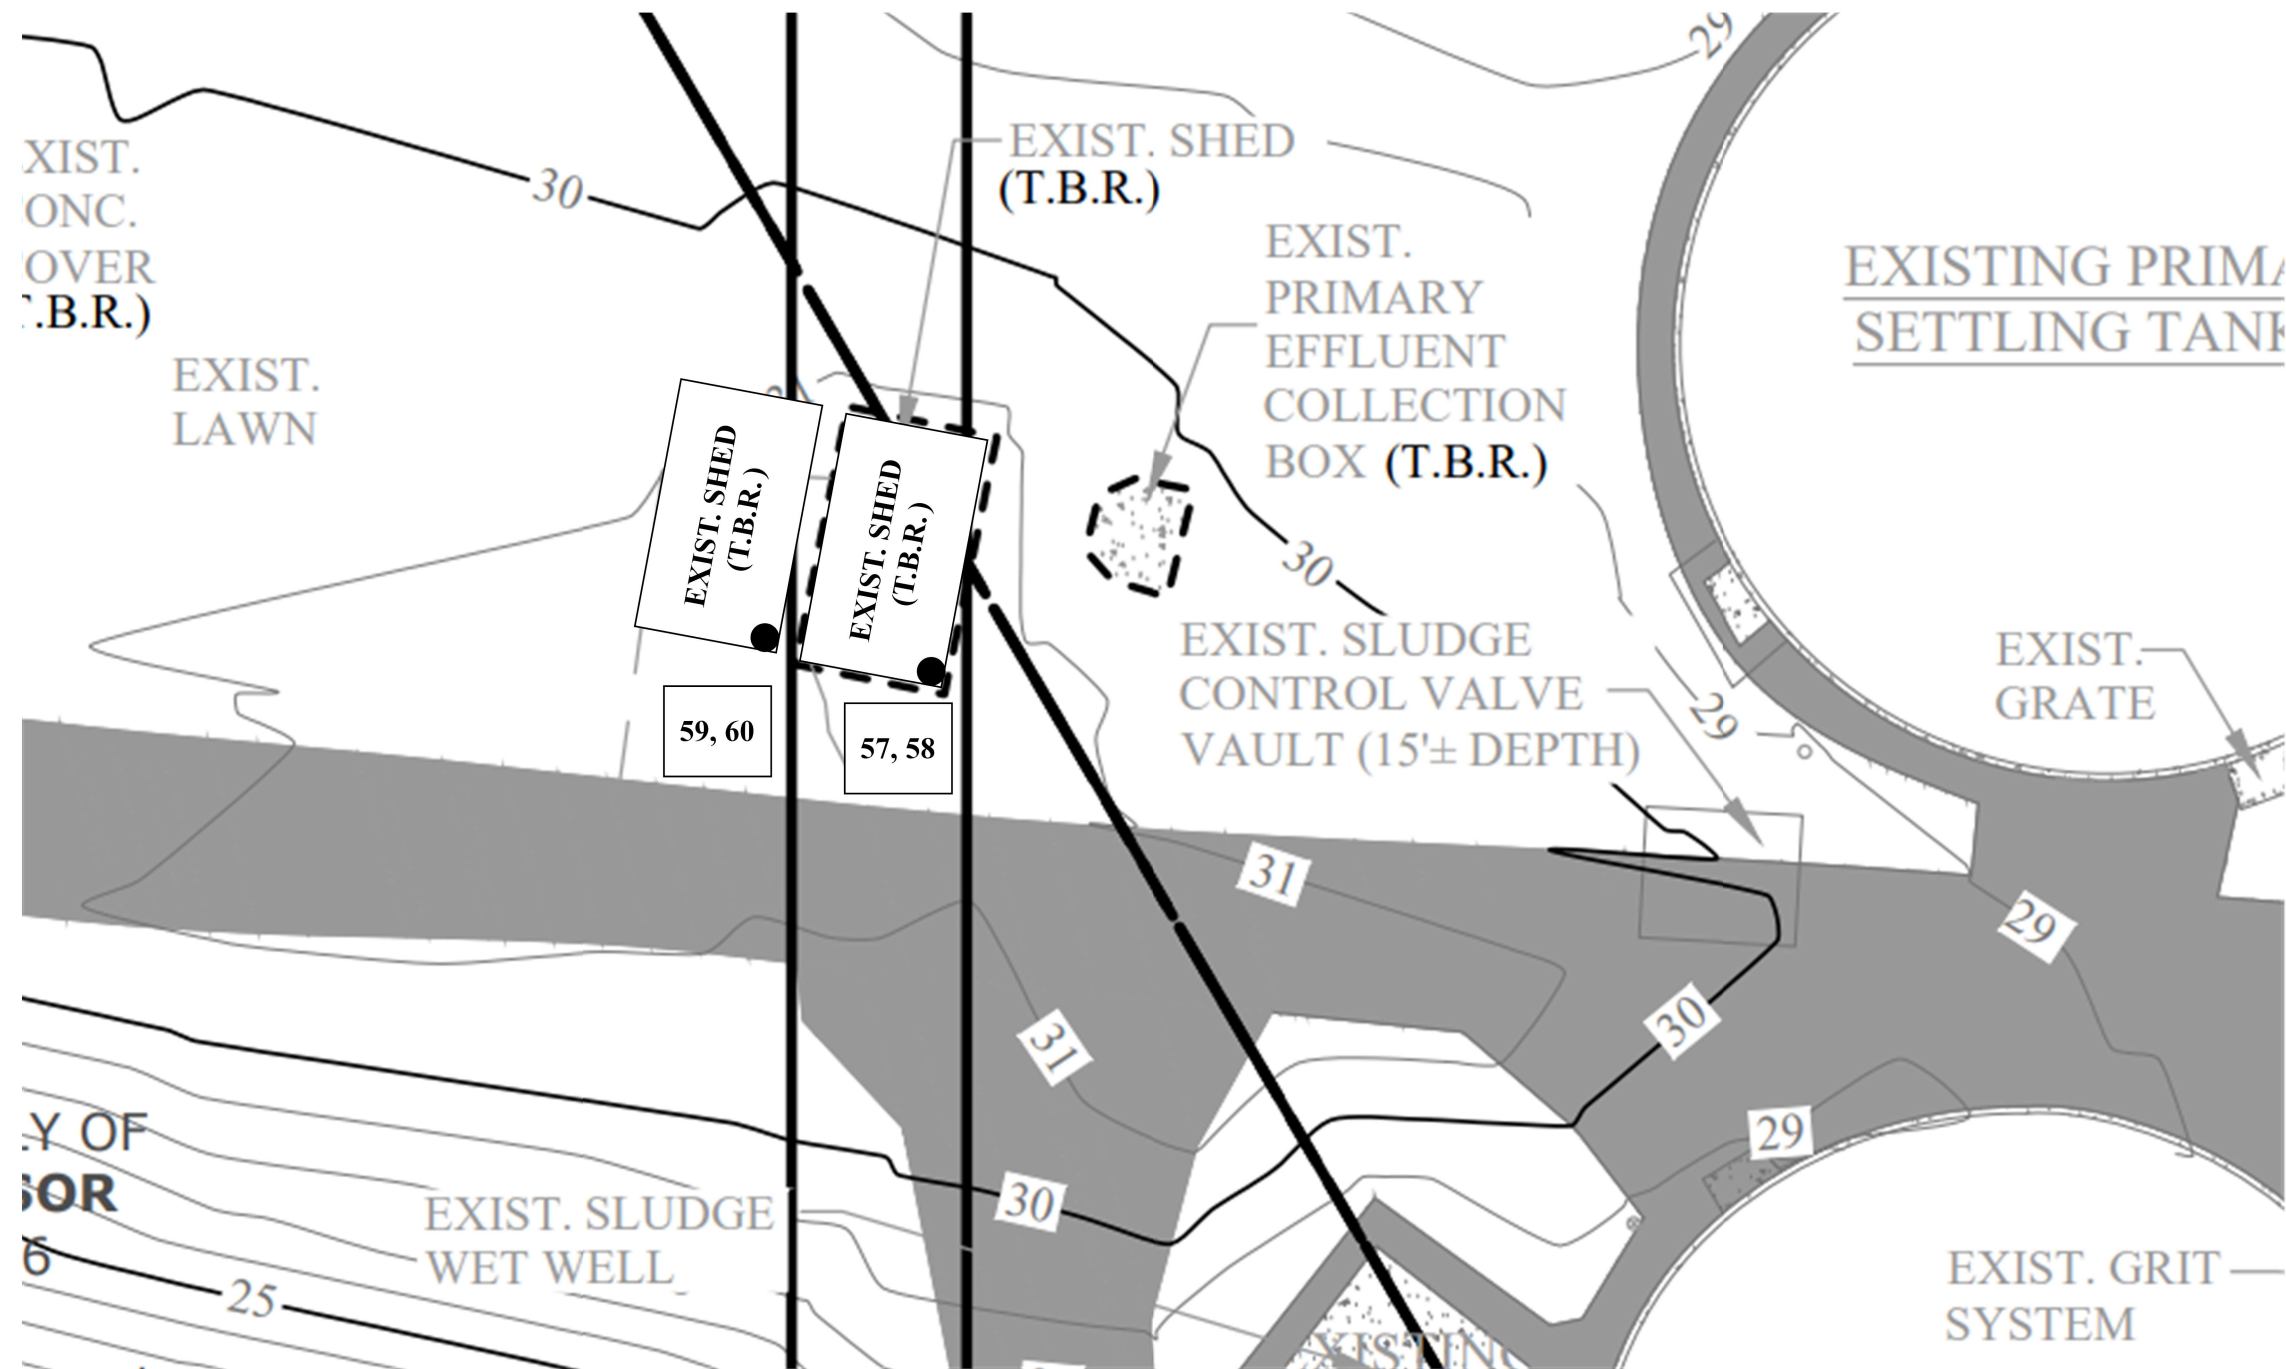 29
EXIST. SHED
(T.B.R.)
30
XIST.
ONC.
OVER
T.B.R.)
EXIST.
PRIMARY
EFFLUENT
COLLECTION
BOX (T.B.R.)
EXISTING PRIMA
SETTLING TANK
EXIST.
LAWN
EXIST. SHED
(T.B.R.)
EXIST. SHED
(T.B.R.)
30
EXIST. SLUDGE
CONTROL VALVE
VAULT (15'± DEPTH)
29
EXIST.
GRATE
59, 60
57, 58
31
29
31
30
29
LY OF
SOR
6
30
EXIST. SLUDGE
WET WELL
25
EXIST. GRIT
SYSTEM
XISTING